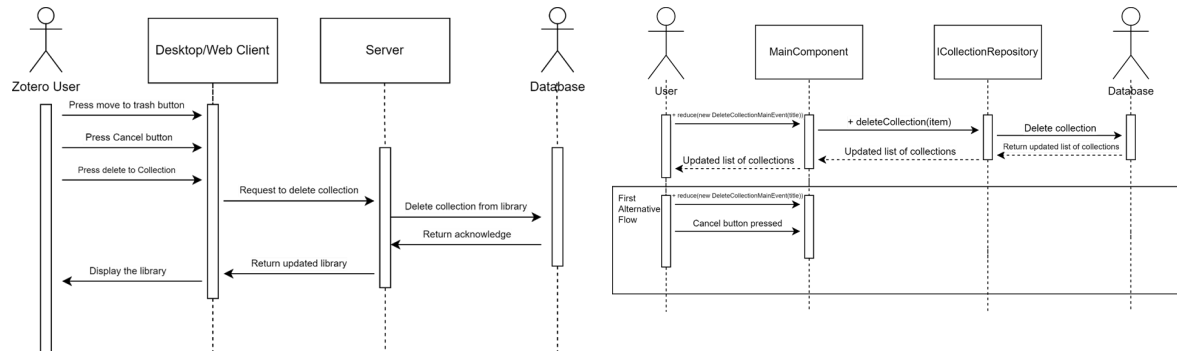 Desktop/Web Client
Server
Zotero User
Database
Press move to trash button
Press Cancel button
Press delete to Collection
Request to delete collection
Delete collection from library
Return acknowledge
Return updated library
Display the library
MainComponent
ICollectionRepository
User
Database
+ reduce(new DeleteCollectionMainEvent(title))
+ deleteCollection(item)
Delete collection
Return updated list of collections
Updated list of collections
Updated list of collections
First
Alternative
Flow
+ reduce(new DeleteCollectionMainEvent(title))
Cancel button pressed